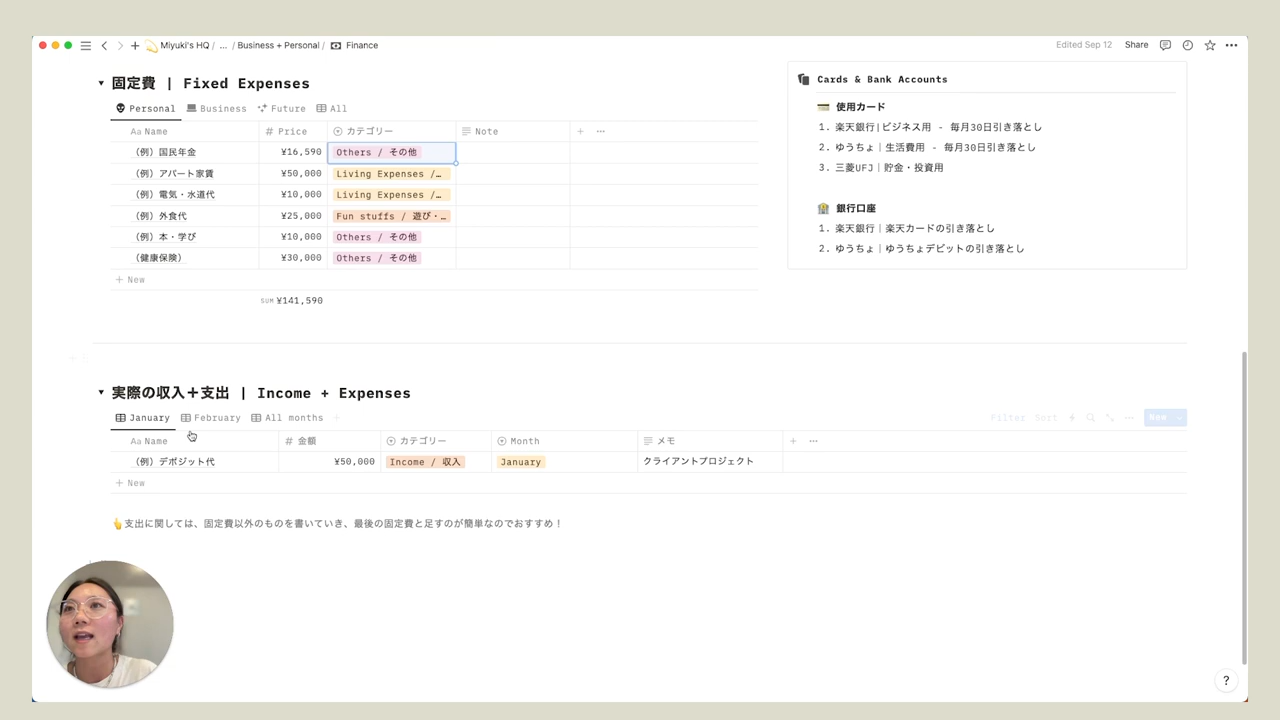 Miyuki's HQ / ... / Business + Personal / Finance
Edited Sep 12 Share
固定費 | Fixed Expenses
Personal Business Future All
Aa Name # Price カテゴリー Note
（例）国民年金 ¥16,590 Others / その他
（例）アパート家賃 ¥50,000 Living Expenses /…
（例）電気・水道代 ¥10,000 Living Expenses /…
（例）外食代 ¥25,000 Fun stuffs / 遊び・…
（例）本・学び ¥10,000 Others / その他
（健康保険） ¥30,000 Others / その他
+ New
SUM ¥141,590
Cards & Bank Accounts
使用カード
1. 楽天銀行|ビジネス用 - 毎月30日引き落とし
2. ゆうちょ｜生活費用 - 毎月30日引き落とし
3. 三菱UFJ｜貯金・投資用
銀行口座
1. 楽天銀行｜楽天カードの引き落とし
2. ゆうちょ｜ゆうちょデビットの引き落とし
実際の収入＋支出 | Income + Expenses
January February All months +
Filter Sort New
Aa Name # 金額 カテゴリー Month メモ
（例）デポジット代 ¥50,000 Income / 収入 January クライアントプロジェクト
+ New
👆支出に関しては、固定費以外のものを書いていき、最後の固定費と足すのが簡単なのでおすすめ！
?